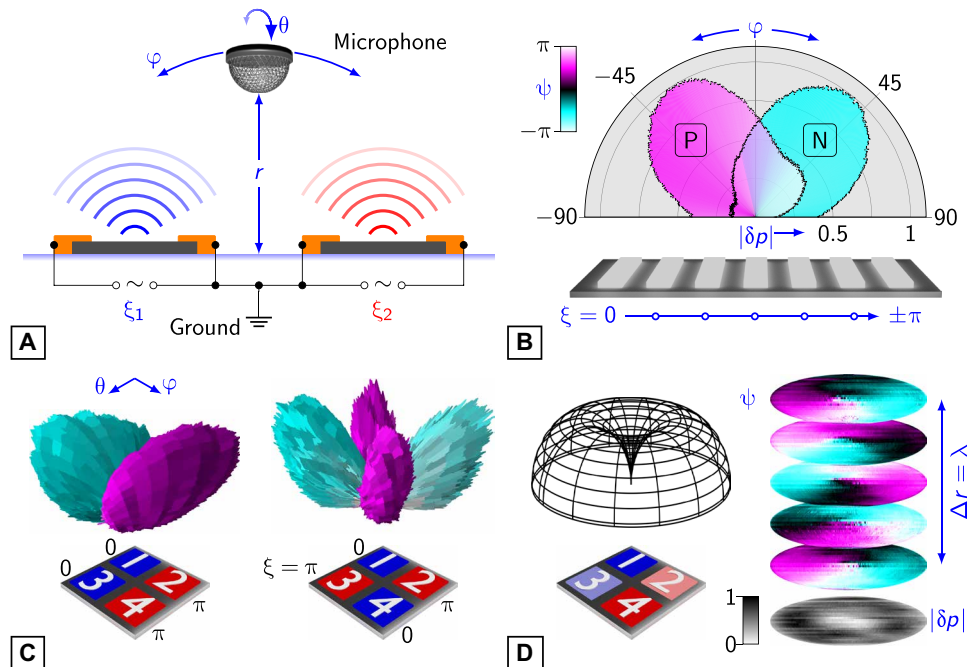 θ
φ
Microphone
r
~
~
ξ1
ξ2
Ground
A
φ
π
ψ
−π
−45
45
P
N
−90
90
|δp|
0.5
1
ξ = 0
±π
B
θ
φ
0
0
1
3
2
4
π
π
ξ = π
0
1
3
2
4
π
0
C
1
3
2
4
D
ψ
Δr = λ
1
0
|δp|